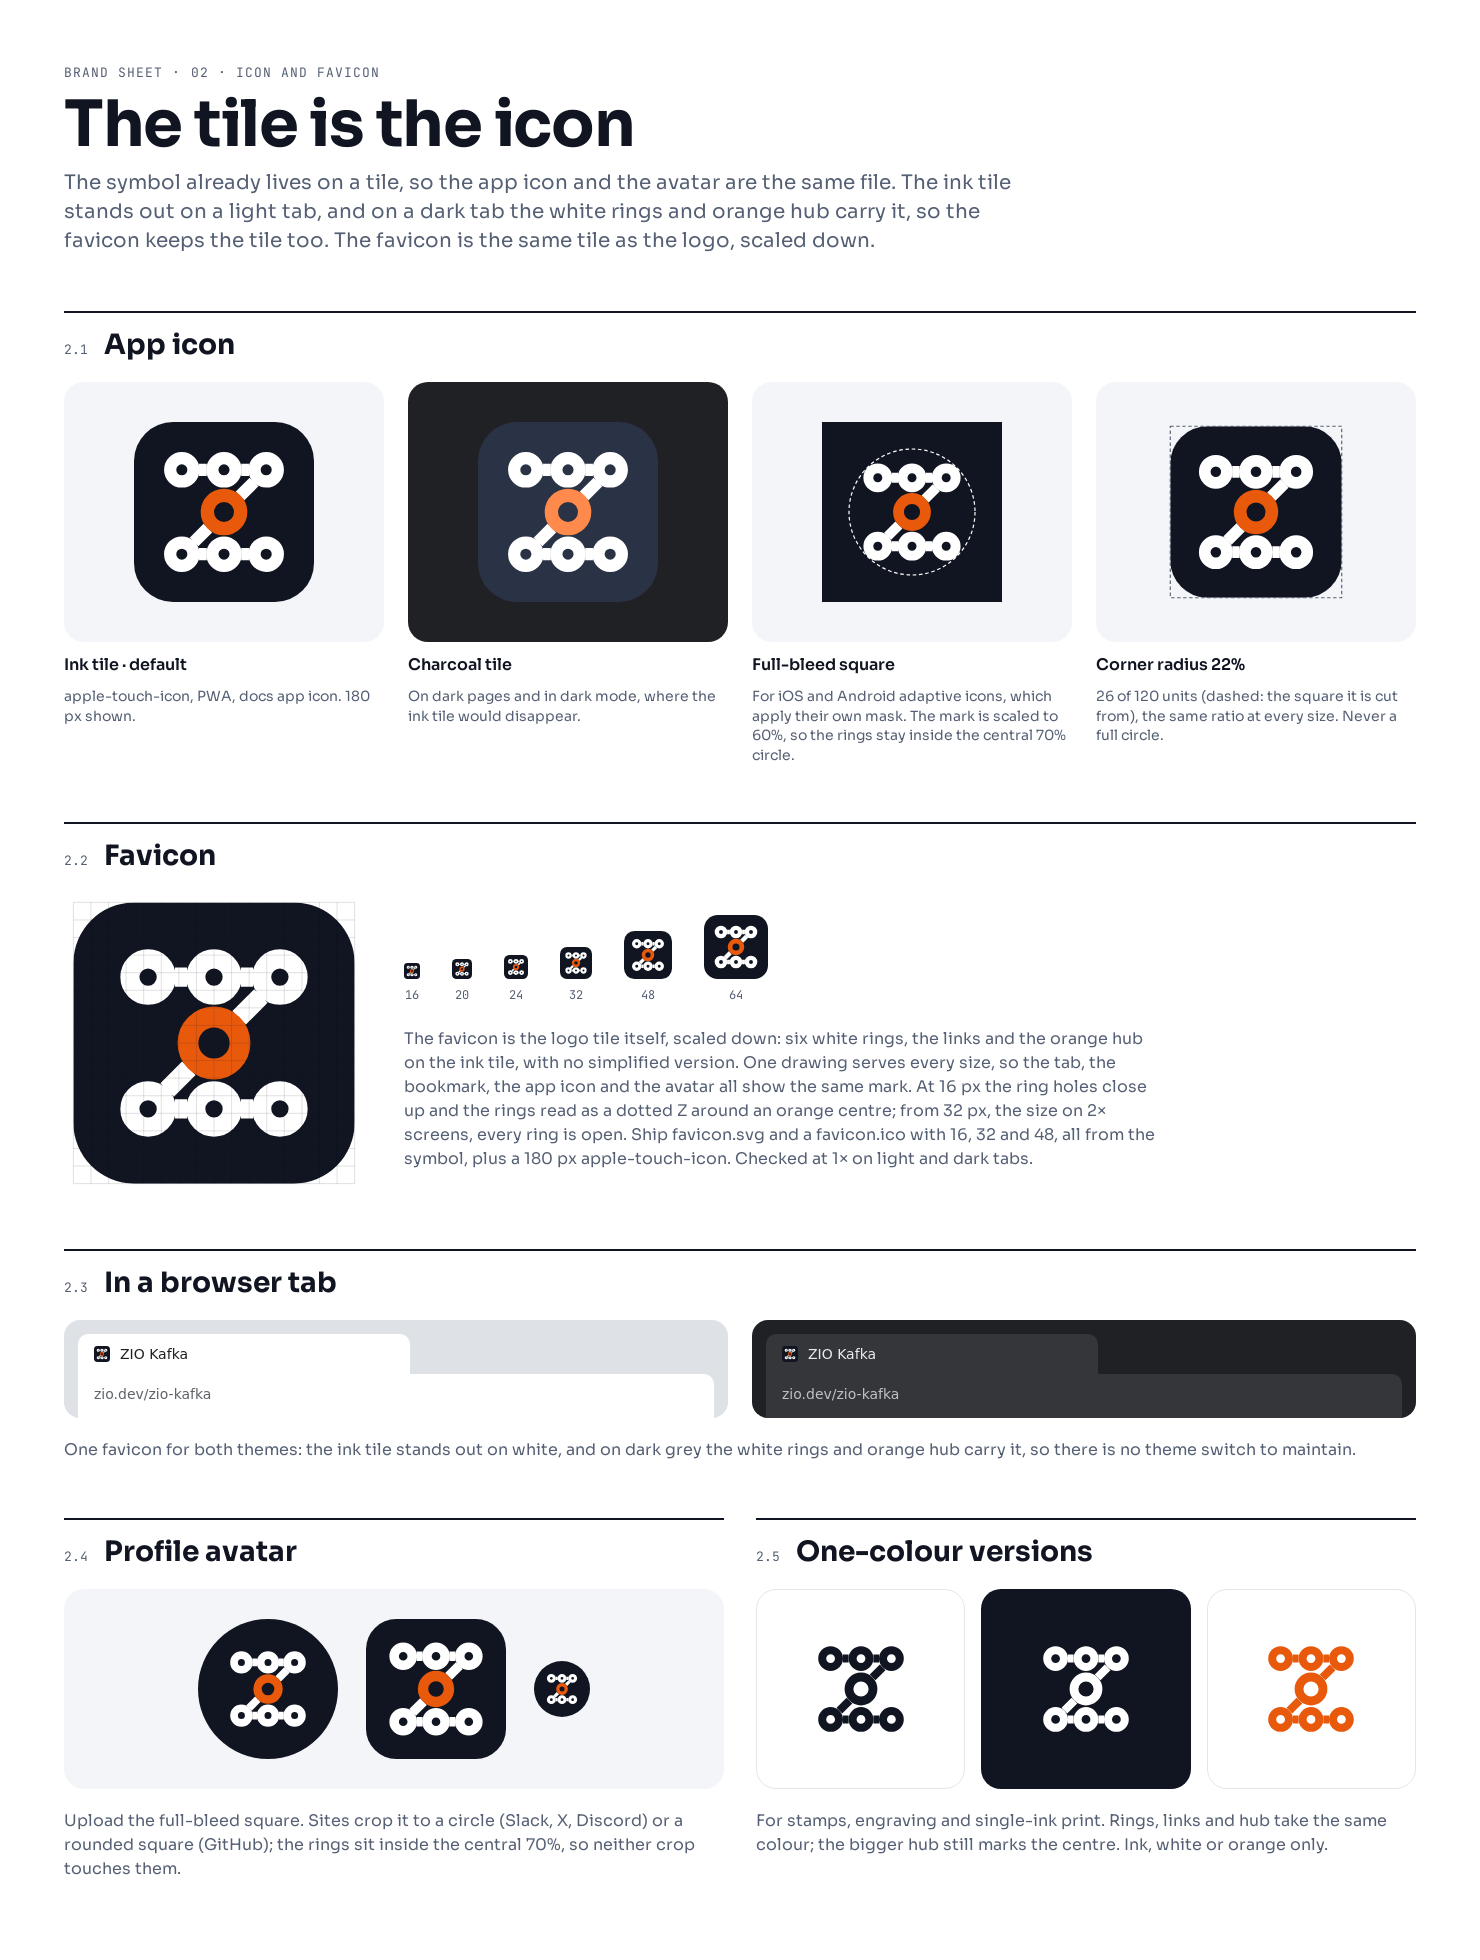 BRAND SHEET · 02 · ICON AND FAVICON
The tile is the icon
The symbol already lives on a tile, so the app icon and the avatar are the same file. The ink tile
stands out on a light tab, and on a dark tab the white rings and orange hub carry it, so the
favicon keeps the tile too. The favicon is the same tile as the logo, scaled down.
2.1 App icon
Ink tile · default
apple-touch-icon, PWA, docs app icon. 180
px shown.
Charcoal tile
On dark pages and in dark mode, where the
ink tile would disappear.
Full-bleed square
For iOS and Android adaptive icons, which
apply their own mask. The mark is scaled to
60%, so the rings stay inside the central 70%
circle.
Corner radius 22%
26 of 120 units (dashed: the square it is cut
from), the same ratio at every size. Never a
full circle.
2.2 Favicon
16 20 24 32 48 64
The favicon is the logo tile itself, scaled down: six white rings, the links and the orange hub
on the ink tile, with no simplified version. One drawing serves every size, so the tab, the
bookmark, the app icon and the avatar all show the same mark. At 16 px the ring holes close
up and the rings read as a dotted Z around an orange centre; from 32 px, the size on 2×
screens, every ring is open. Ship favicon.svg and a favicon.ico with 16, 32 and 48, all from the
symbol, plus a 180 px apple-touch-icon. Checked at 1× on light and dark tabs.
2.3 In a browser tab
ZIO Kafka
zio.dev/zio-kafka
ZIO Kafka
zio.dev/zio-kafka
One favicon for both themes: the ink tile stands out on white, and on dark grey the white rings and orange hub carry it, so there is no theme switch to maintain.
2.4 Profile avatar
Upload the full-bleed square. Sites crop it to a circle (Slack, X, Discord) or a
rounded square (GitHub); the rings sit inside the central 70%, so neither crop
touches them.
2.5 One-colour versions
For stamps, engraving and single-ink print. Rings, links and hub take the same
colour; the bigger hub still marks the centre. Ink, white or orange only.